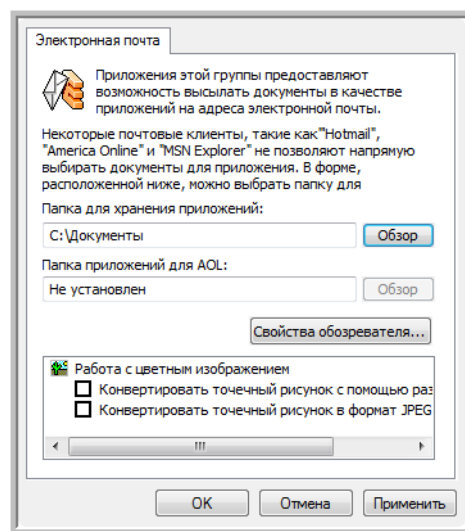 Электронная почта
Приложения этой группы предоставляют
возможность высылать документы в качестве
приложений на адреса электронной почты.
Некоторые почтовые клиенты, такие как"Hotmail",
"America Online" и "MSN Explorer" не позволяют напрямую
выбирать документы для приложения. В форме,
расположенной ниже, можно выбрать папку для
Папка для хранения приложений:
C:\Документы
Обзор
Папка приложений для AOL:
Не установлен
Обзор
Свойства обозревателя...
Работа с цветным изображением
Конвертировать точечный рисунок с помощью раз
Конвертировать точечный рисунок в формат JPEG
OK
Отмена
Применить